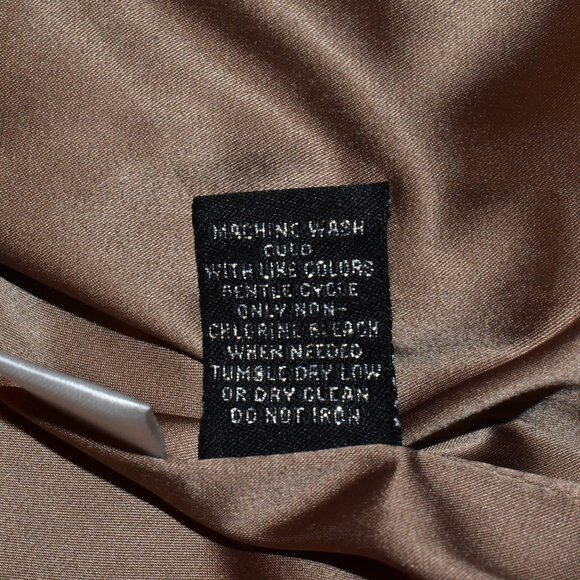 MACHINE WASH
COLD
WITH LIKE COLORS
GENTLE CYCLE
ONLY NON-
CHLORINE BLEACH
WHEN NEEDED
TUMBLE DRY LOW
OR DRY CLEAN
DO NOT IRON